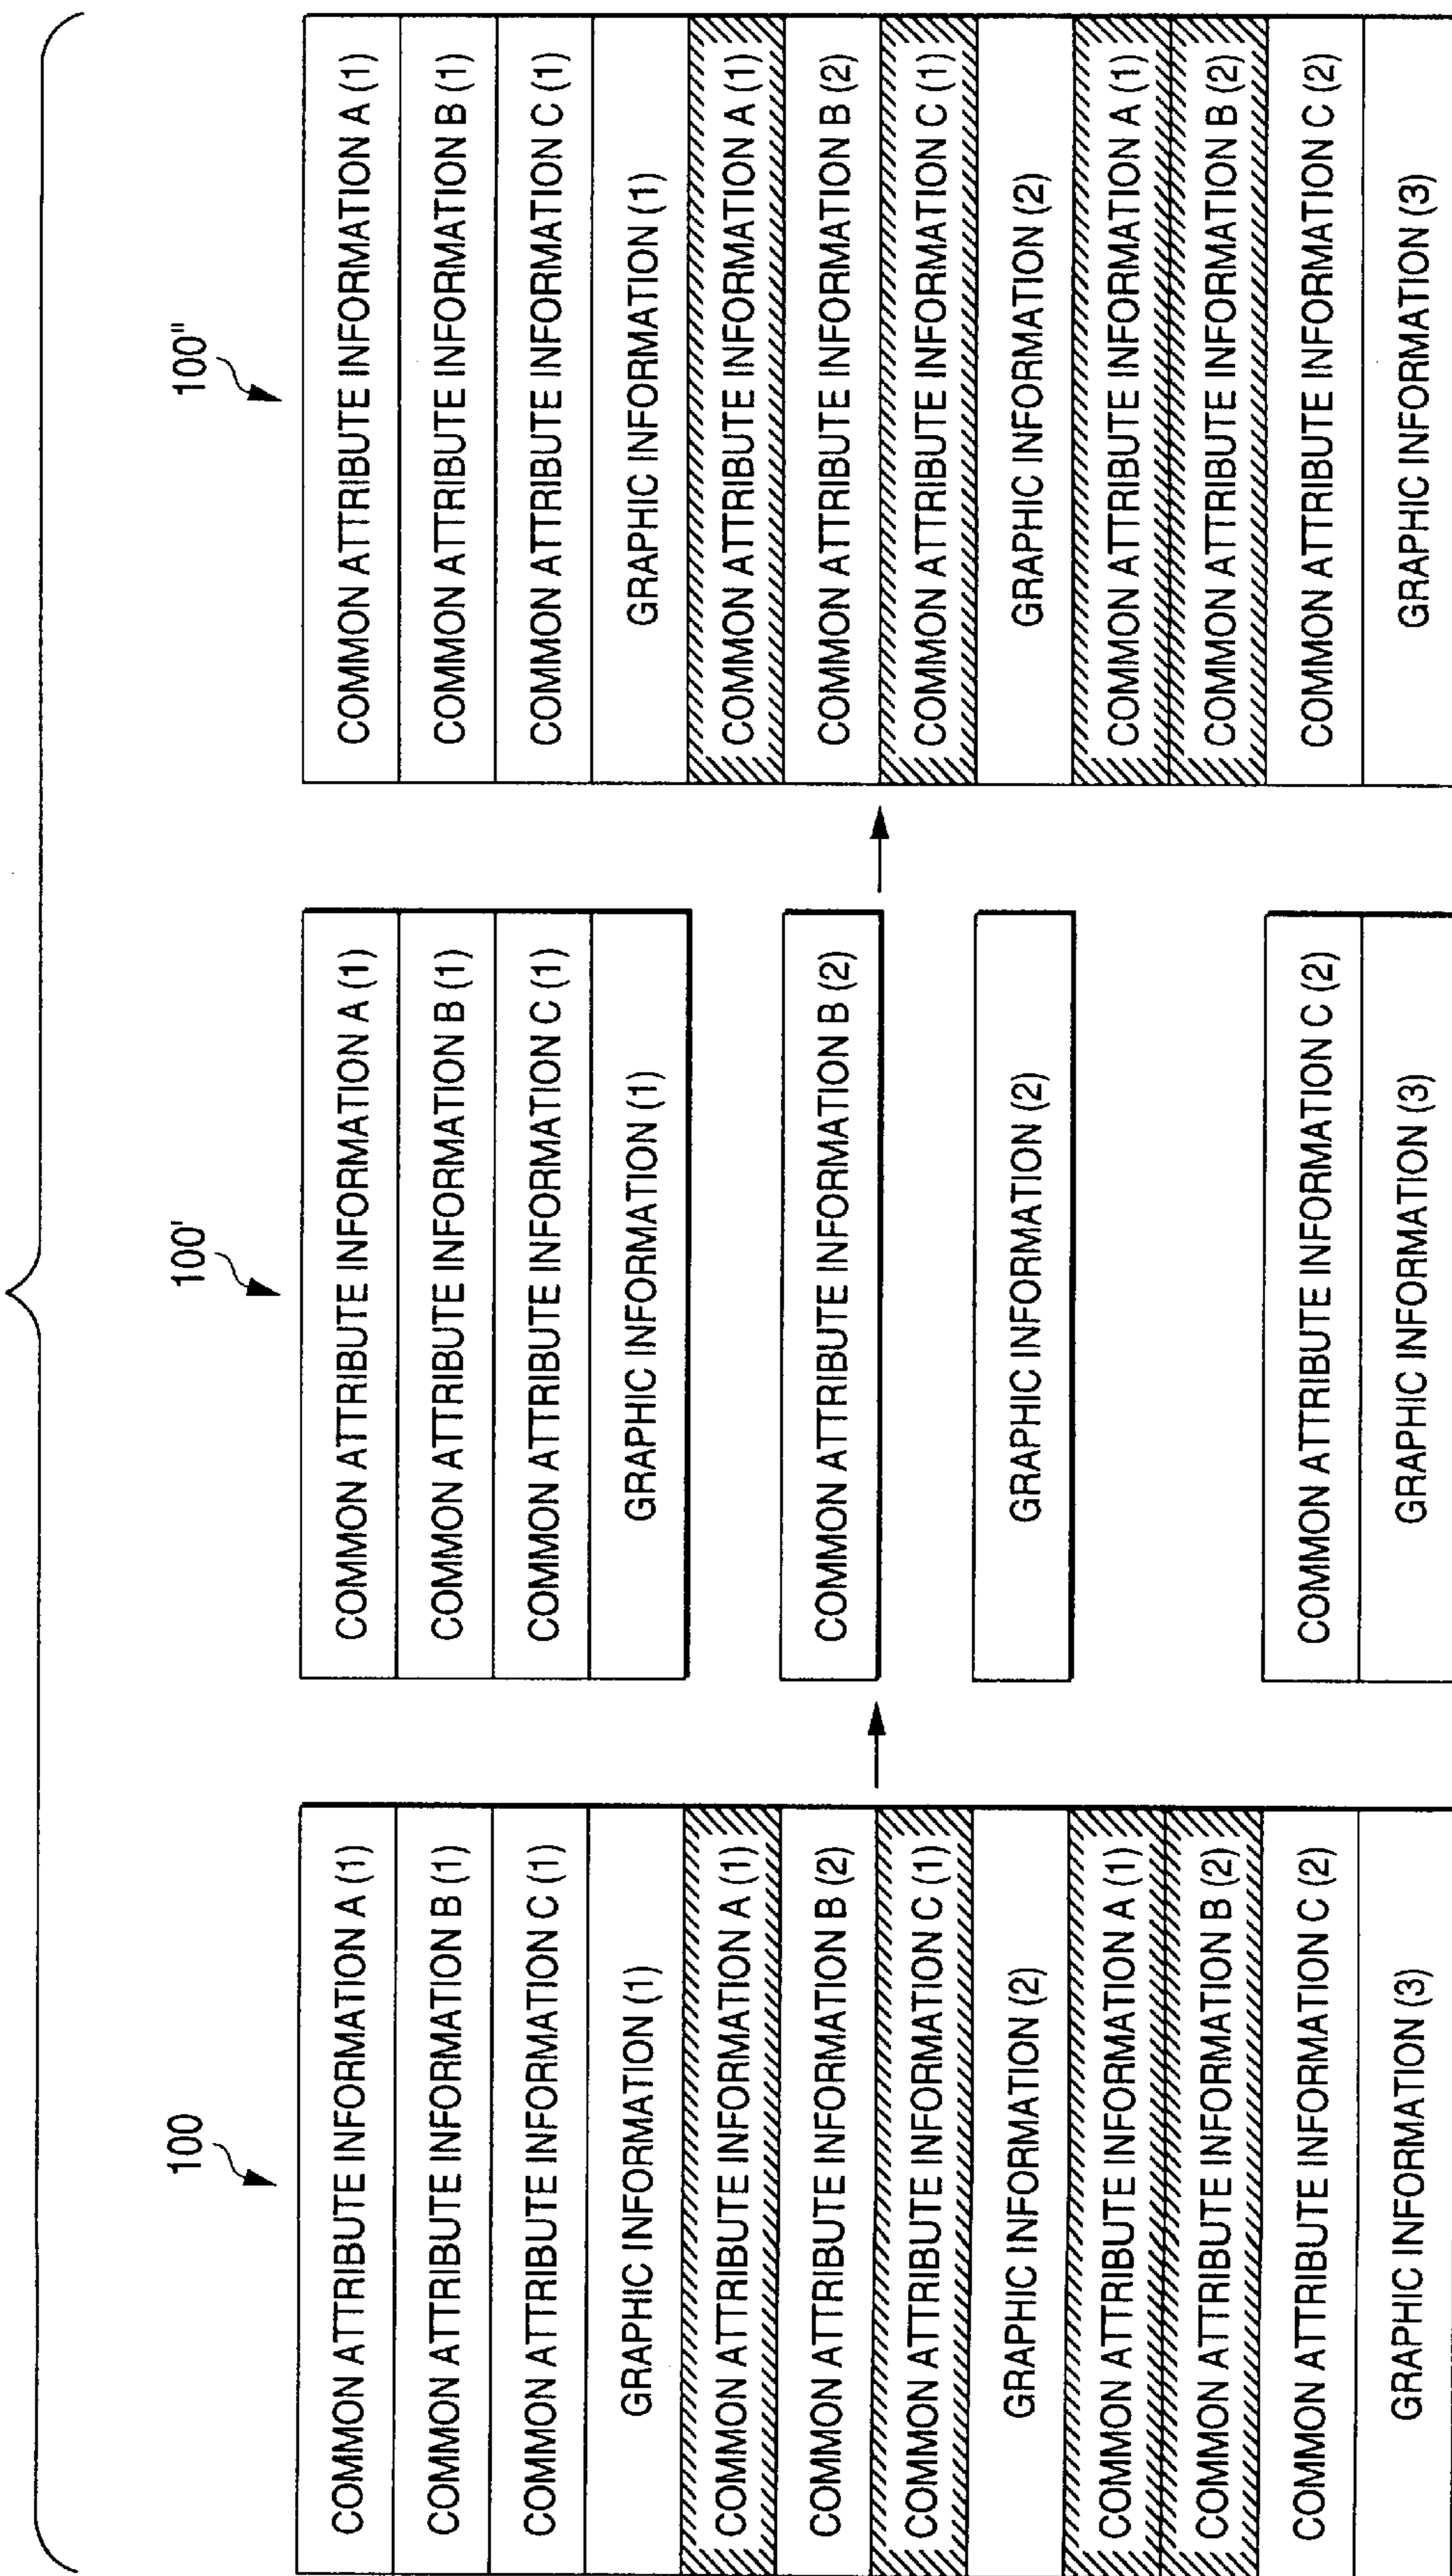 100
COMMON ATTRIBUTE INFORMATION A (1)
COMMON ATTRIBUTE INFORMATION B (1)
COMMON ATTRIBUTE INFORMATION C (1)
GRAPHIC INFORMATION (1)
COMMON ATTRIBUTE INFORMATION A (1)
COMMON ATTRIBUTE INFORMATION B (2)
COMMON ATTRIBUTE INFORMATION C (1)
GRAPHIC INFORMATION (2)
COMMON ATTRIBUTE INFORMATION A (1)
COMMON ATTRIBUTE INFORMATION B (2)
COMMON ATTRIBUTE INFORMATION C (2)
GRAPHIC INFORMATION (3)
100'
COMMON ATTRIBUTE INFORMATION A (1)
COMMON ATTRIBUTE INFORMATION B (1)
COMMON ATTRIBUTE INFORMATION C (1)
GRAPHIC INFORMATION (1)
COMMON ATTRIBUTE INFORMATION B (2)
GRAPHIC INFORMATION (2)
COMMON ATTRIBUTE INFORMATION C (2)
GRAPHIC INFORMATION (3)
100"
COMMON ATTRIBUTE INFORMATION A (1)
COMMON ATTRIBUTE INFORMATION B (1)
COMMON ATTRIBUTE INFORMATION C (1)
GRAPHIC INFORMATION (1)
COMMON ATTRIBUTE INFORMATION A (1)
COMMON ATTRIBUTE INFORMATION B (2)
COMMON ATTRIBUTE INFORMATION C (1)
GRAPHIC INFORMATION (2)
COMMON ATTRIBUTE INFORMATION A (1)
COMMON ATTRIBUTE INFORMATION B (2)
COMMON ATTRIBUTE INFORMATION C (2)
GRAPHIC INFORMATION (3)